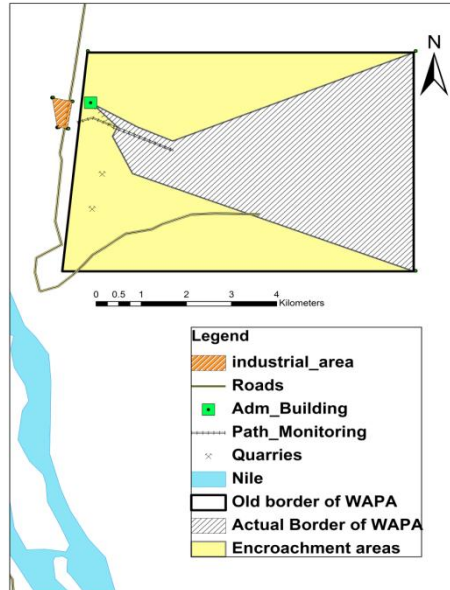 N
0 0.5 1 2 3 4
Kilometers
Legend
industrial_area
Roads
Adm_Building
Path_Monitoring
Quarries
Nile
Old border of WAPA
Actual Border of WAPA
Encroachment areas